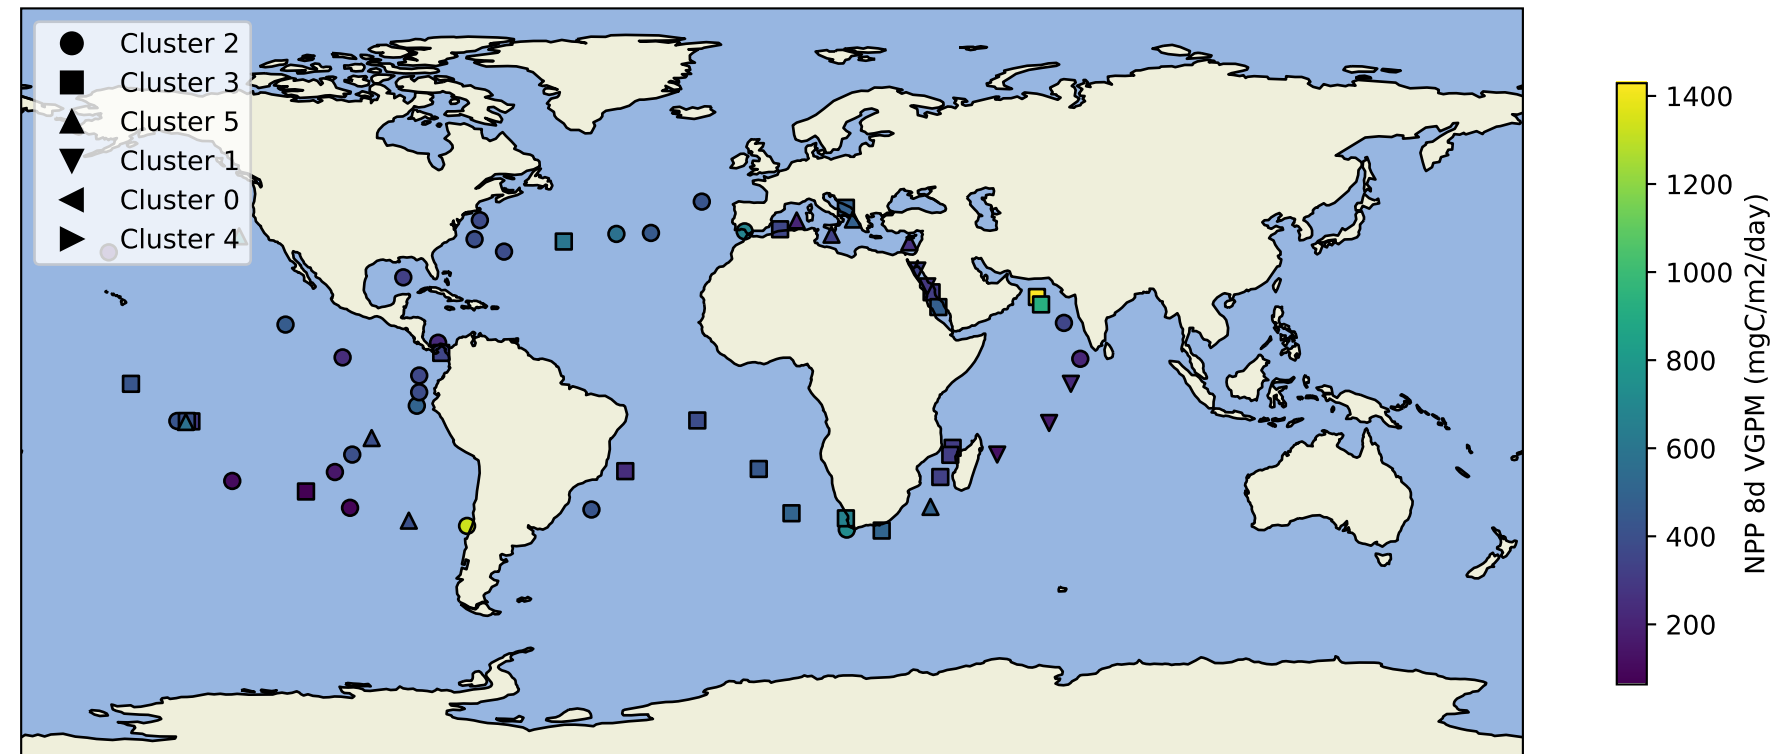 Cluster 2
Cluster 3
Cluster 5
Cluster 1
Cluster 0
Cluster 4
1400
1200
1000
800
600
400
200
NPP 8d VGPM (mgC/m2/day)